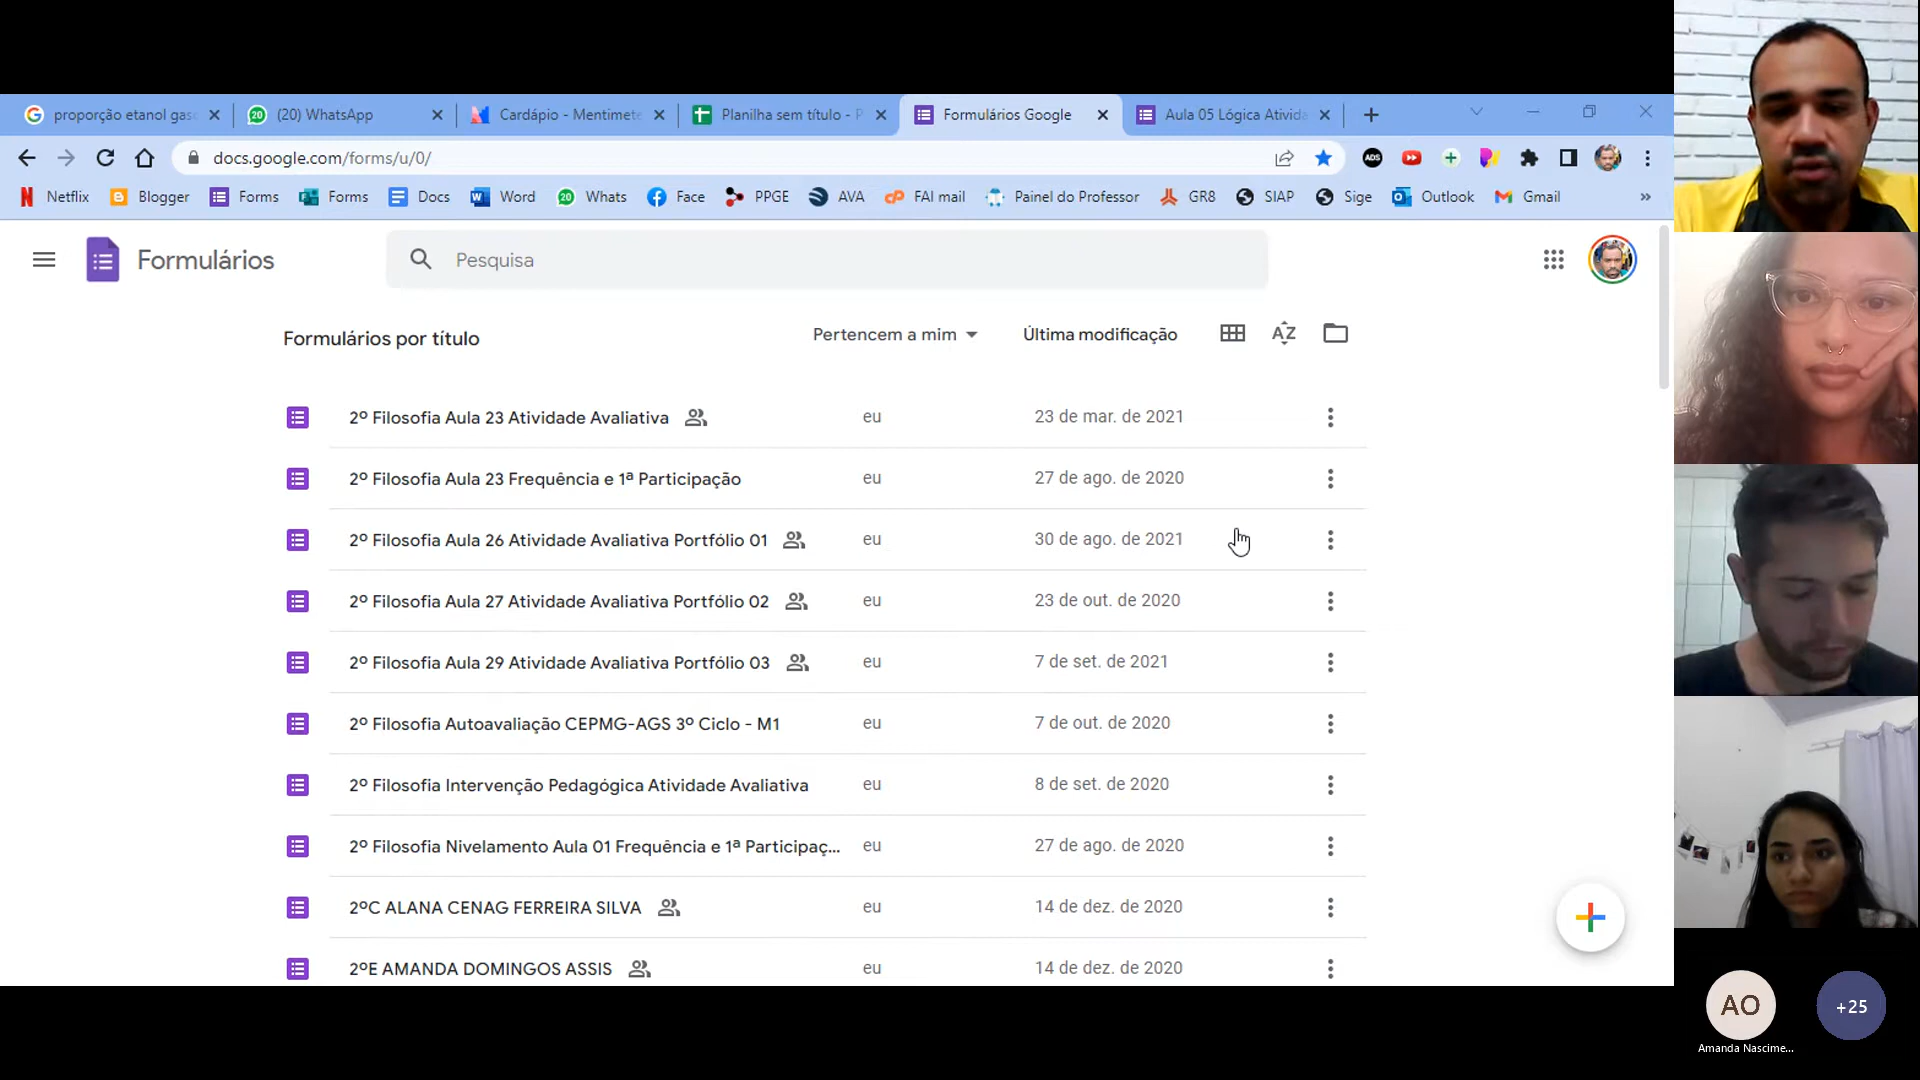 proporção etanol gaso
(20) WhatsApp
Cardápio - Mentimete
Planilha sem título - P
Formulários Google
Aula 05 Lógica Ativida
docs.google.com/forms/u/0/
ADS
Netflix
Blogger
Forms
Forms
Docs
Word
20
Whats
Face
PPGE
AVA
FAI mail
Painel do Professor
GR8
SIAP
Sige
Outlook
Gmail
Formulários
Pesquisa
Formulários por título
Pertencem a mim
Última modificação
AZ
2º Filosofia Aula 23 Atividade Avaliativa eu 23 de mar. de 2021
2º Filosofia Aula 23 Frequência e 1ª Participação eu 27 de ago. de 2020
2º Filosofia Aula 26 Atividade Avaliativa Portfólio 01 eu 30 de ago. de 2021
2º Filosofia Aula 27 Atividade Avaliativa Portfólio 02 eu 23 de out. de 2020
2º Filosofia Aula 29 Atividade Avaliativa Portfólio 03 eu 7 de set. de 2021
2º Filosofia Autoavaliação CEPMG-AGS 3º Ciclo - M1 eu 7 de out. de 2020
2º Filosofia Intervenção Pedagógica Atividade Avaliativa eu 8 de set. de 2020
2º Filosofia Nivelamento Aula 01 Frequência e 1ª Participaç... eu 27 de ago. de 2020
2ºC ALANA CENAG FERREIRA SILVA eu 14 de dez. de 2020
2ºE AMANDA DOMINGOS ASSIS eu 14 de dez. de 2020
AO
+25
Amanda Nascime...